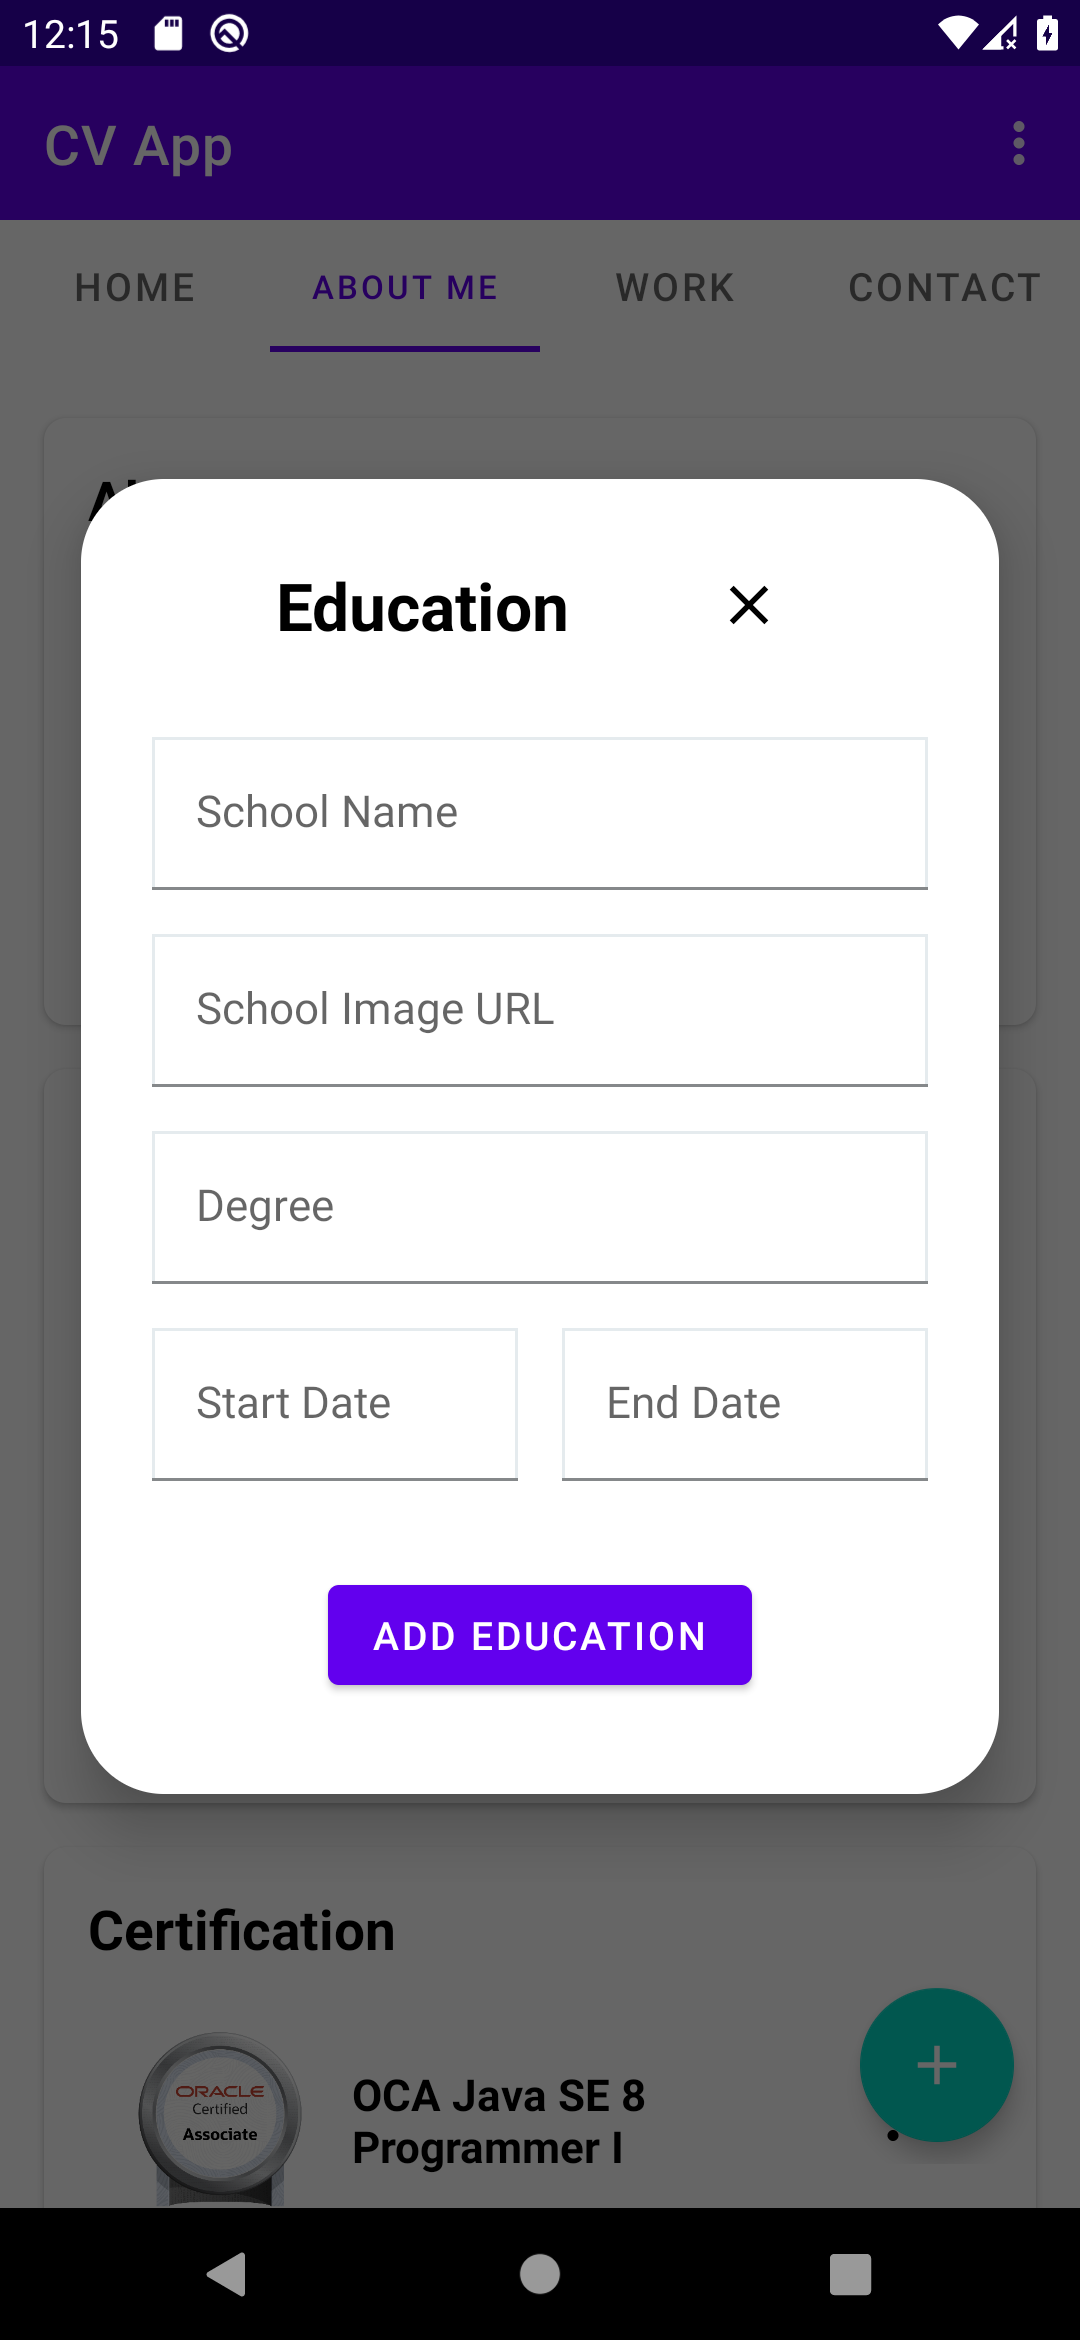 12:15
CV App
HOME
ABOUT ME
WORK
CONTACT
Education
School Name
School Image URL
Degree
Start Date
End Date
ADD EDUCATION
Certification
ORACLE
Certified
Associate
OCA Java SE 8
Programmer I